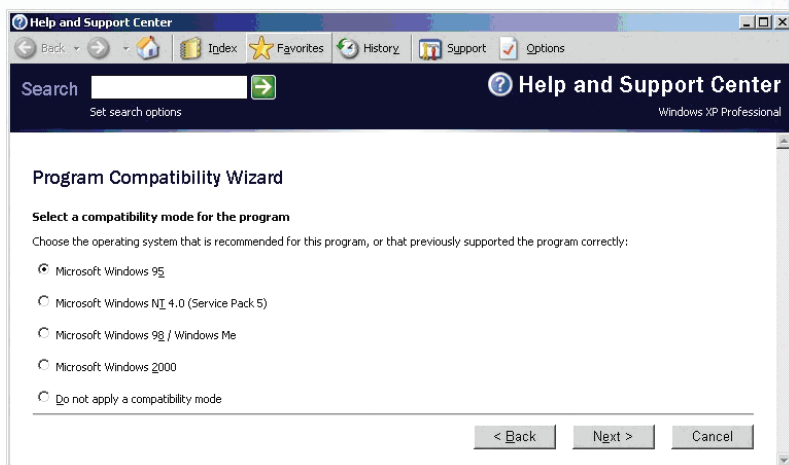 Help and Support Center
Back Index Favorites History Support Options
Search
Help and Support Center
Set search options
Windows XP Professional
Program Compatibility Wizard
Select a compatibility mode for the program
Choose the operating system that is recommended for this program, or that previously supported the program correctly:
Microsoft Windows 95
Microsoft Windows NT 4.0 (Service Pack 5)
Microsoft Windows 98 / Windows Me
Microsoft Windows 2000
Do not apply a compatibility mode
< Back Next > Cancel